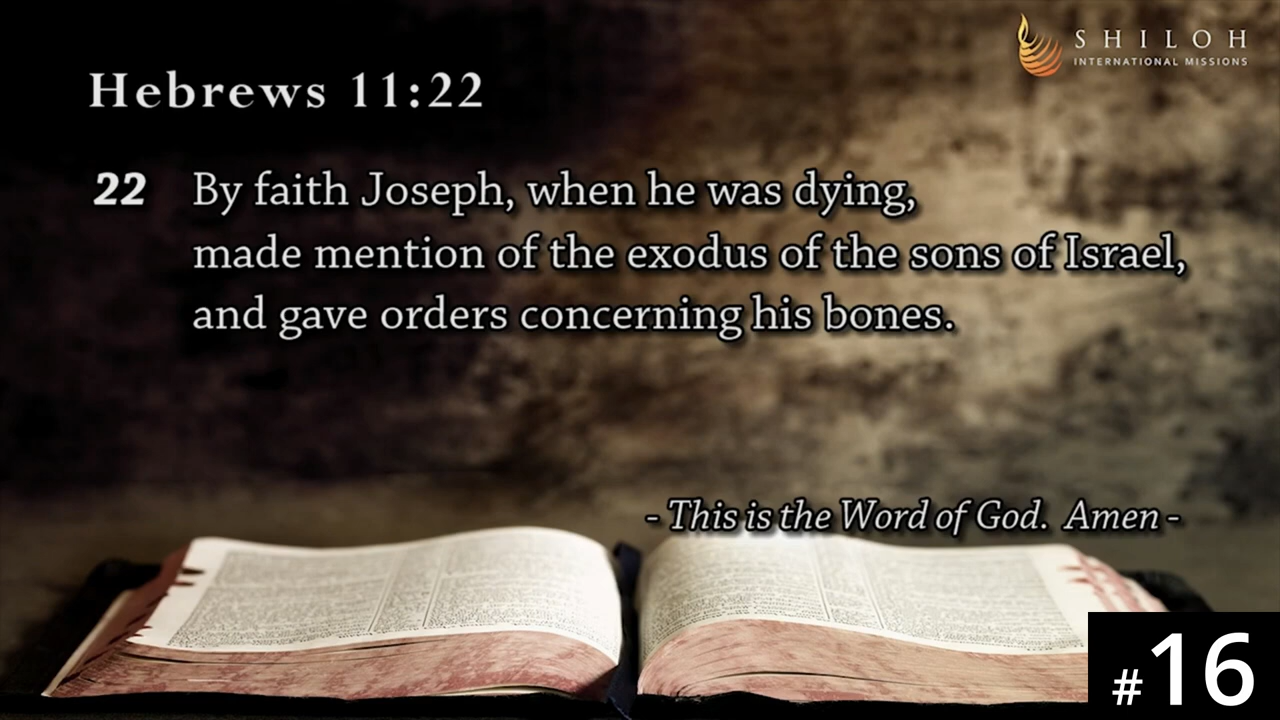 SHILOH
INTERNATIONAL MISSIONS
Hebrews 11:22
22 By faith Joseph, when he was dying,
made mention of the exodus of the sons of Israel,
and gave orders concerning his bones.
- This is the Word of God. Amen -
#16